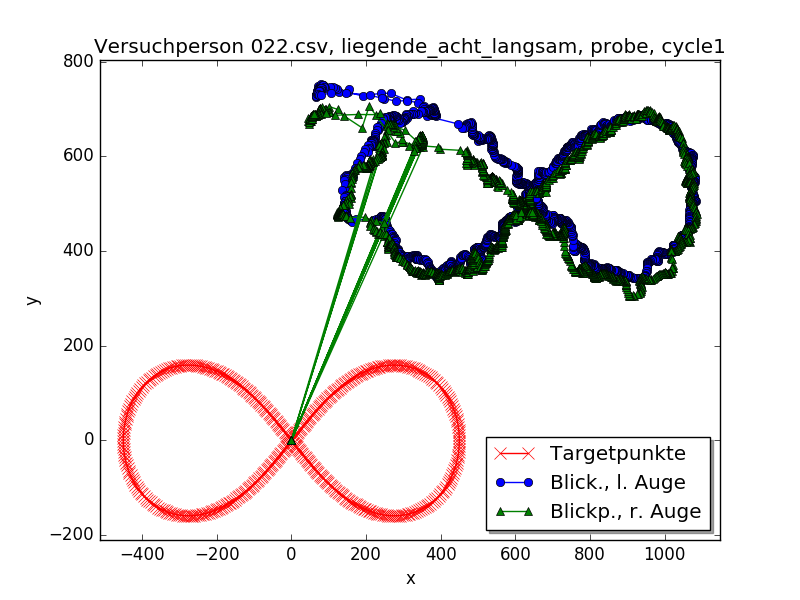 Versuchperson 022.csv, liegende_acht_langsam, probe, cycle1
800
600
400
200
0
−200
y
−400
−200
0
200
400
600
800
1000
x
Targetpunkte
Blick., l. Auge
Blickp., r. Auge